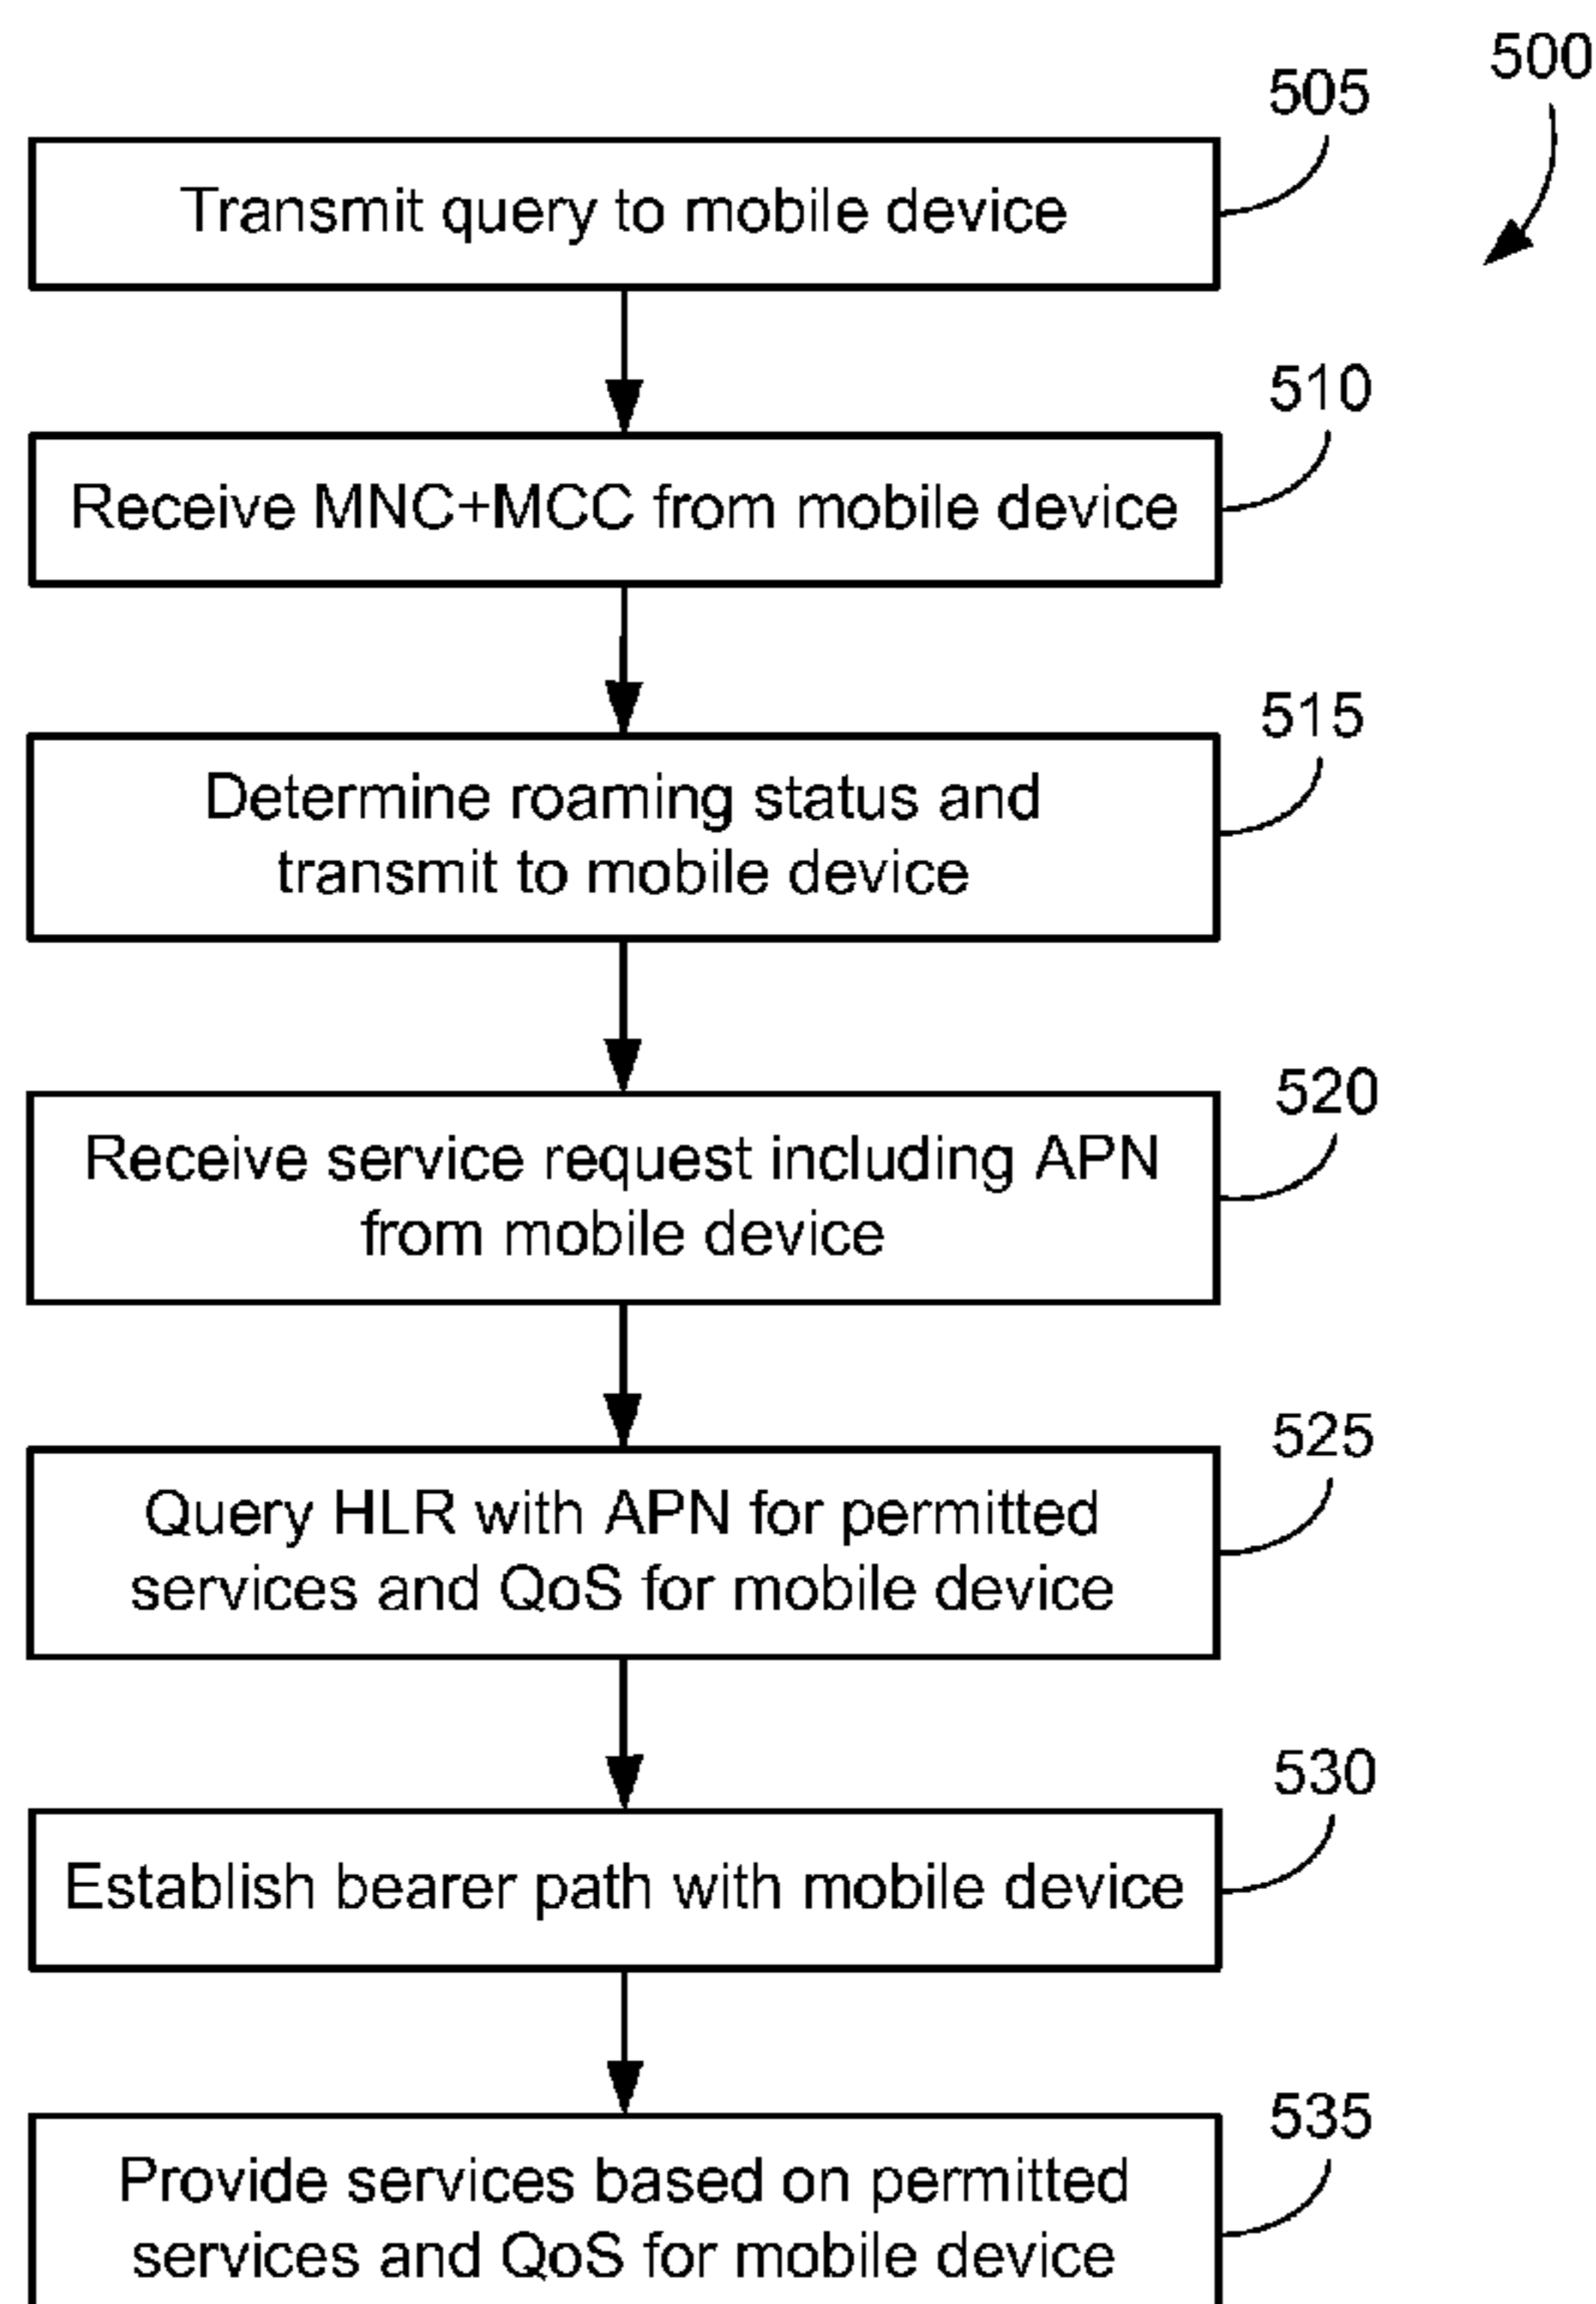 500
505
Transmit query to mobile device
510
Receive MNC+MCC from mobile device
515
Determine roaming status and
transmit to mobile device
520
Receive service request including APN
from mobile device
525
Query HLR with APN for permitted
services and QoS for mobile device
530
Establish bearer path with mobile device
535
Provide services based on permitted
services and QoS for mobile device